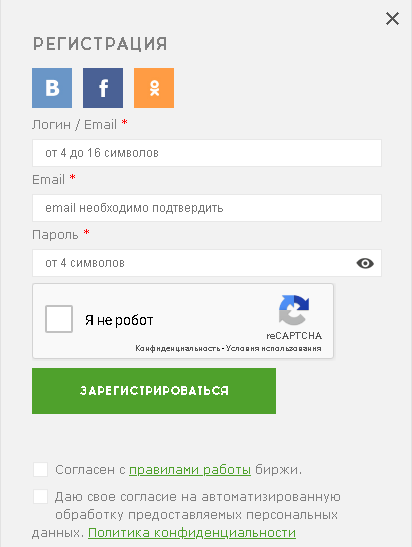 РЕГИСТРАЦИЯ
Логин / Email *
от 4 до 16 символов
Email *
email необходимо подтвердить
Пароль *
от 4 символов
Я не робот
reCAPTCHA
Конфиденциальность - Условия использования
ЗАРЕГИСТРИРОВАТЬСЯ
Согласен с правилами работы биржи.
Даю свое согласие на автоматизированную
обработку предоставляемых персональных
данных. Политика конфиденциальности